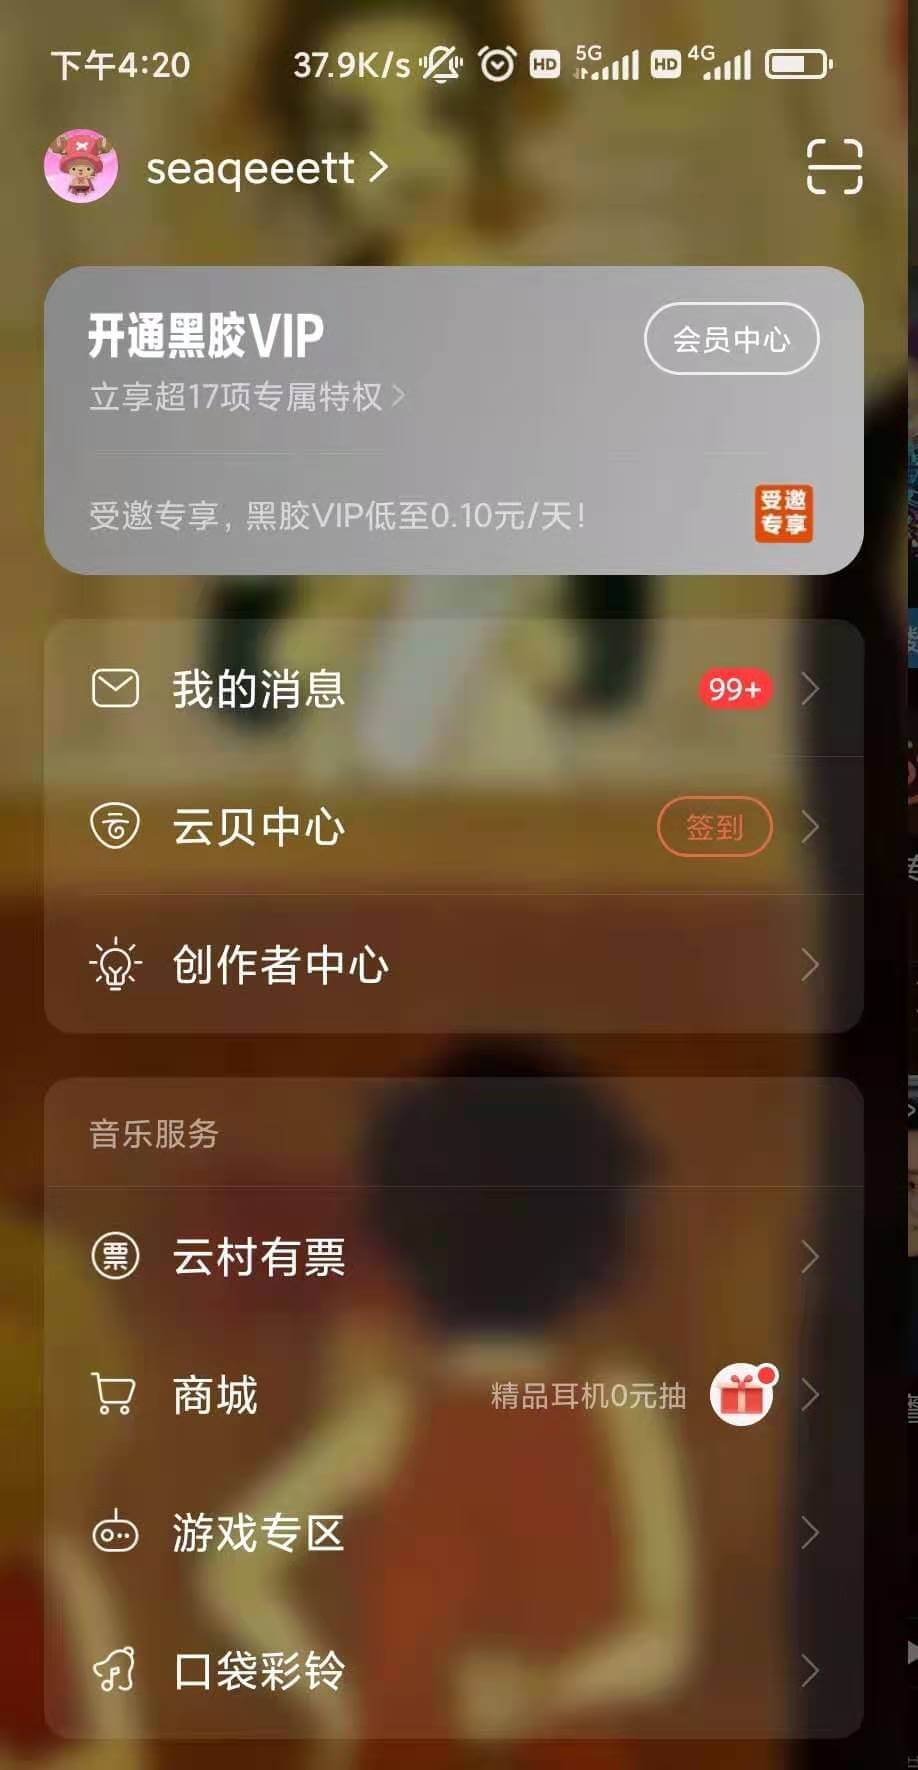 下午4:20 37.9K/s HD 5G HD 4G
seaqeeett
开通黑胶VIP 会员中心
立享超17项专属特权
受邀专享，黑胶VIP低至0.10元/天！
受邀
专享
我的消息 99+
云贝中心 签到
创作者中心
音乐服务
票 云村有票
商城 精品耳机0元抽
游戏专区
口袋彩铃